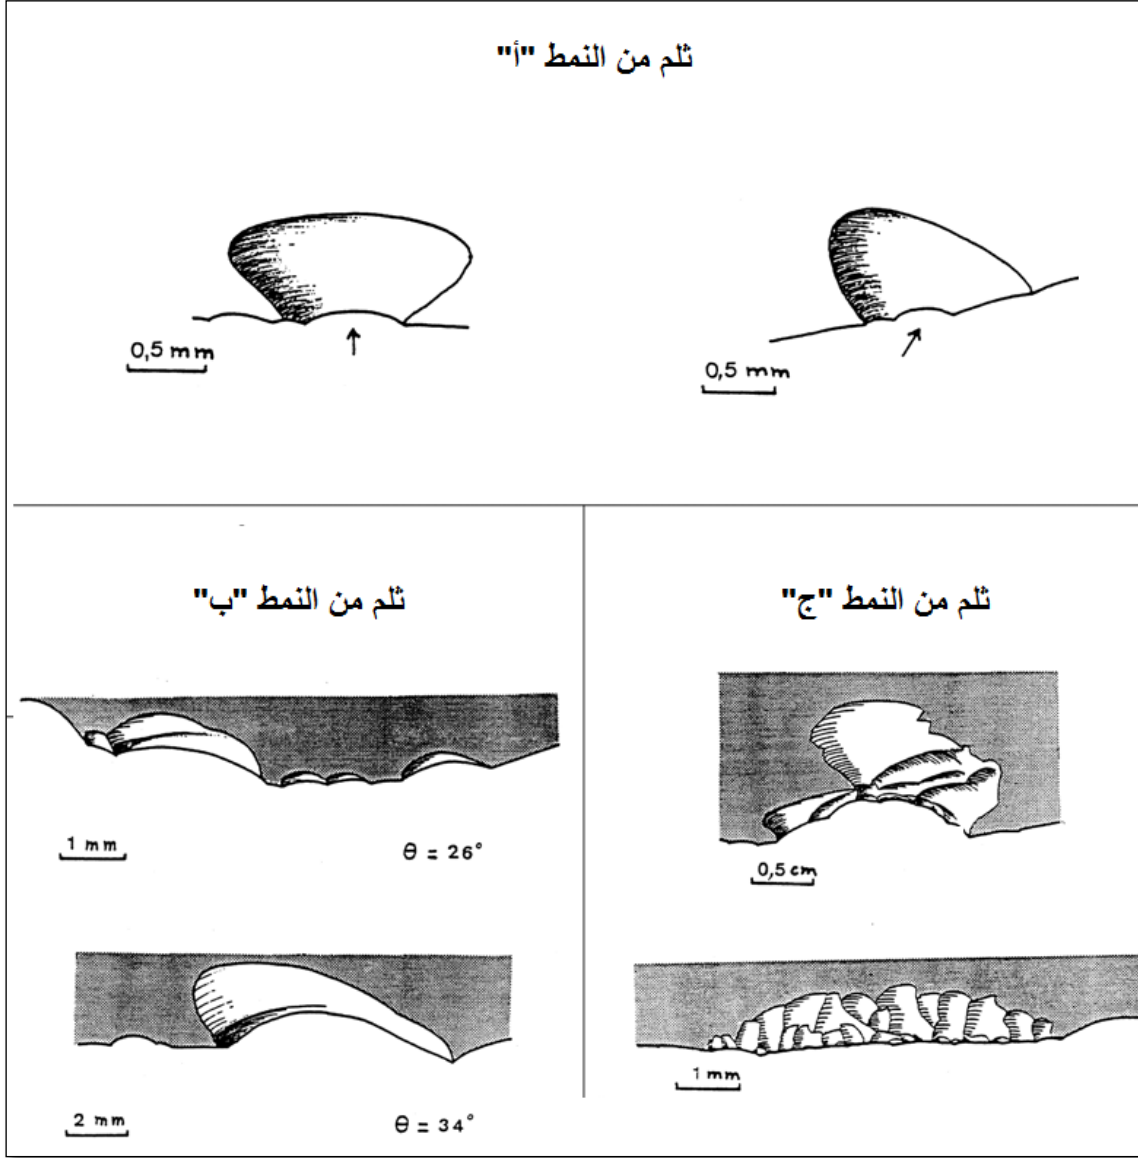 ثلم من النمط "أ"
0,5 mm
0,5 mm
ثلم من النمط "ب"
1 mm
θ = 26°
2 mm
θ = 34°
ثلم من النمط "ج"
0,5 cm
1 mm